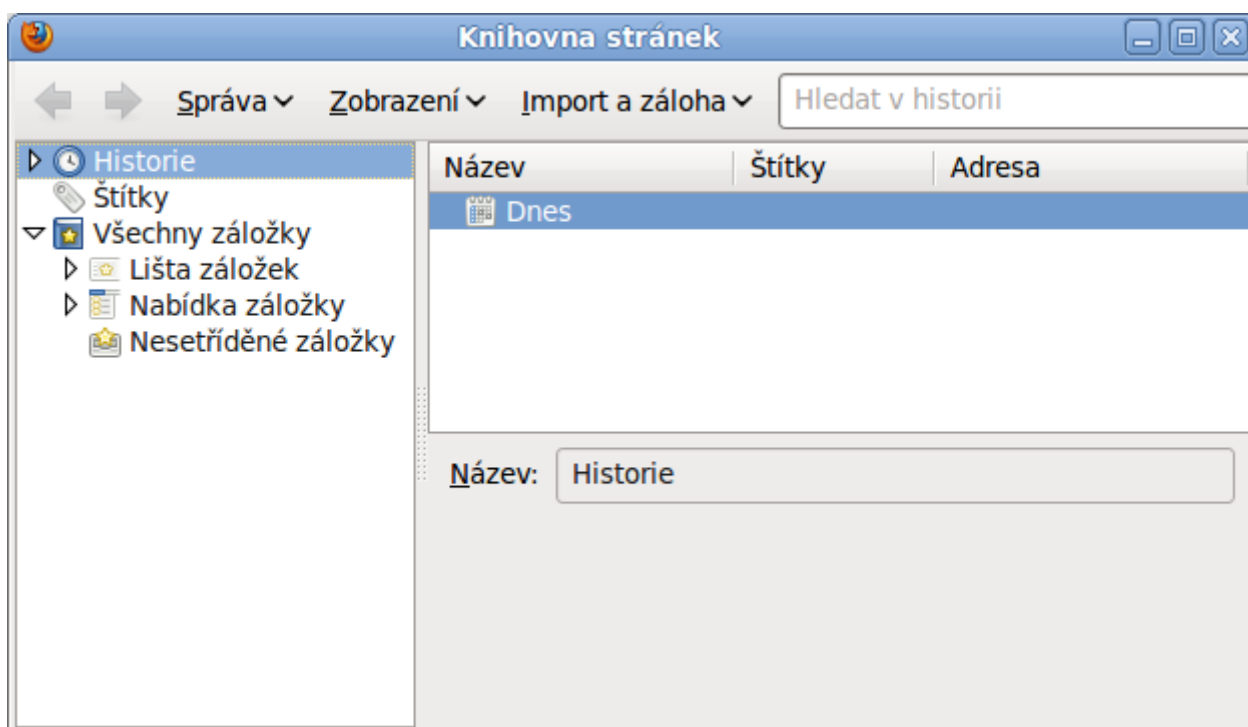 Knihovna stránek
Správa Zobrazení Import a záloha Hledat v historii
Historie
Štítky
Všechny záložky
Lišta záložek
Nabídka záložky
Nesetříděné záložky
Název Štítky Adresa
Dnes
Název: Historie